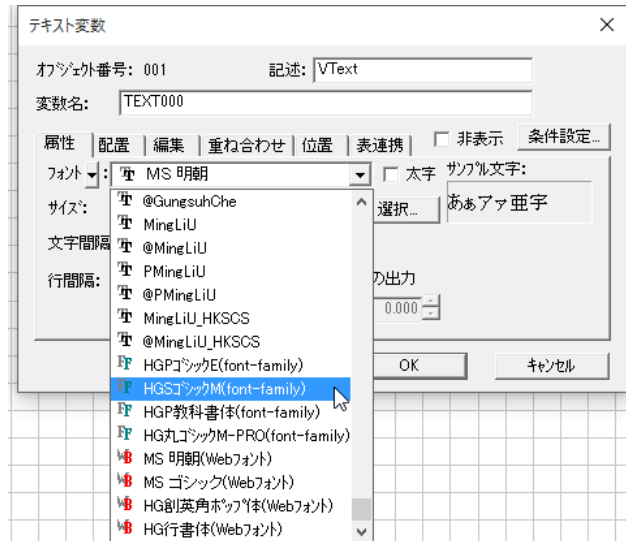 テキスト変数
オブジェクト番号: 001 記述: VText
変数名: TEXT000
属性 配置 編集 重ね合わせ 位置 表連携 非表示 条件設定...
フォント : MS 明朝 太字 サンプル文字:
@GungsuhChe
サイズ: MingLiU 選択... あぁアァ亜宇
@MingLiU
文字間隔 PMingLiU
行間隔: @PMingLiU の出力
MingLiU_HKSCS 0.000
@MingLiU_HKSCS
HGPゴシックE(font-family) OK キャンセル
HGSゴシックM(font-family)
HGP教科書体(font-family)
HG丸ゴシックM-PRO(font-family)
MS 明朝(Webフォント)
MS ゴシック(Webフォント)
HG創英角ポップ体(Webフォント)
HG行書体(Webフォント)